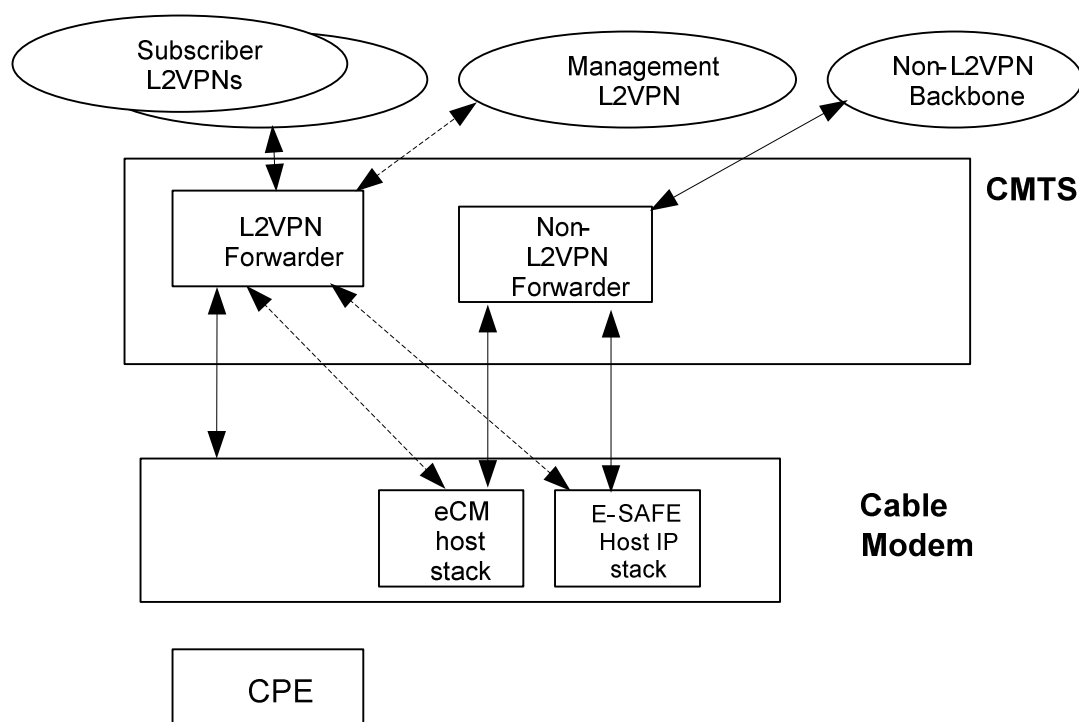 Subscriber
L2VPNs
Management
L2VPN
Non-L2VPN
Backbone
CMTS
L2VPN
Forwarder
Non-
L2VPN
Forwarder
eCM
host
stack
E-SAFE
Host IP
stack
Cable
Modem
CPE